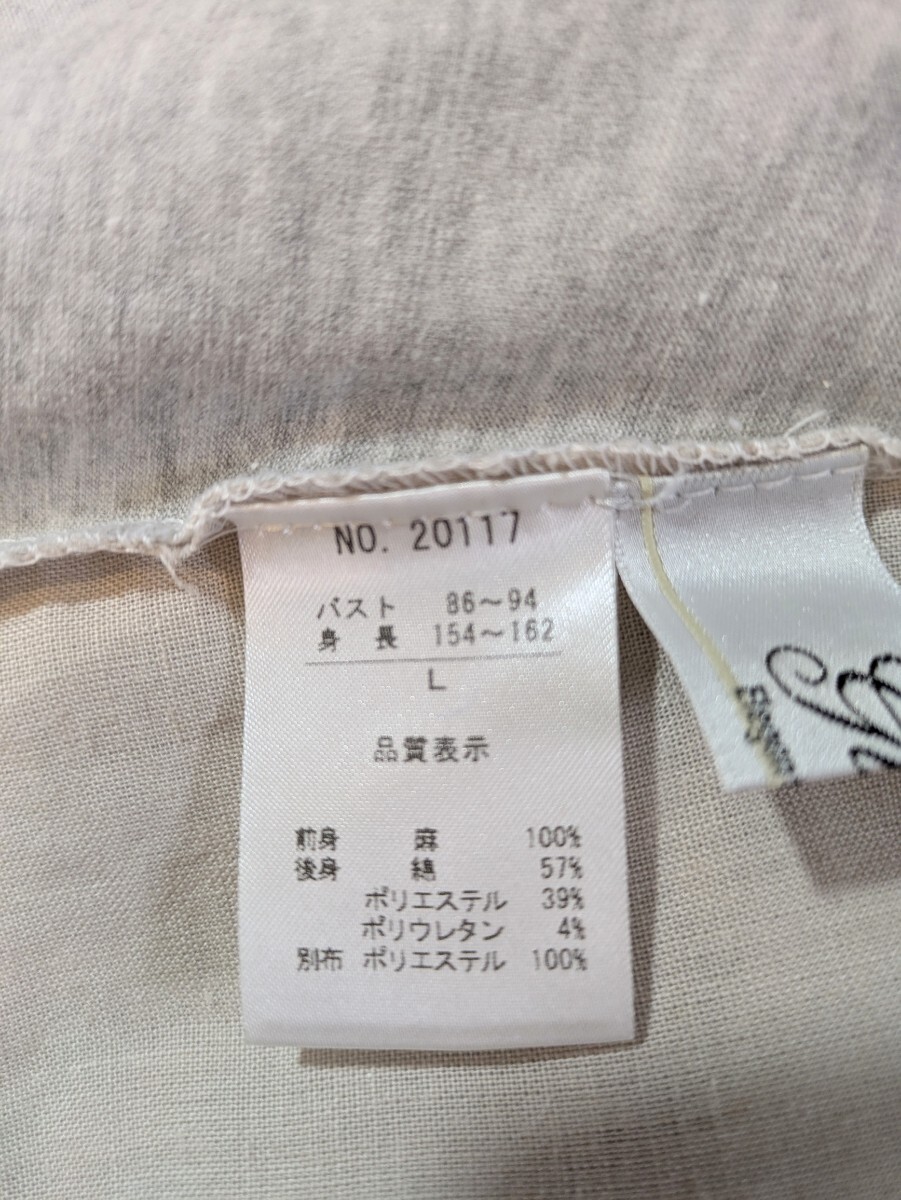 NO. 20117
バスト 86～94
身 長 154～162
L
品質表示
前身 麻 100%
後身 綿 57%
ポリエステル 39%
ポリウレタン 4%
別布 ポリエステル 100%